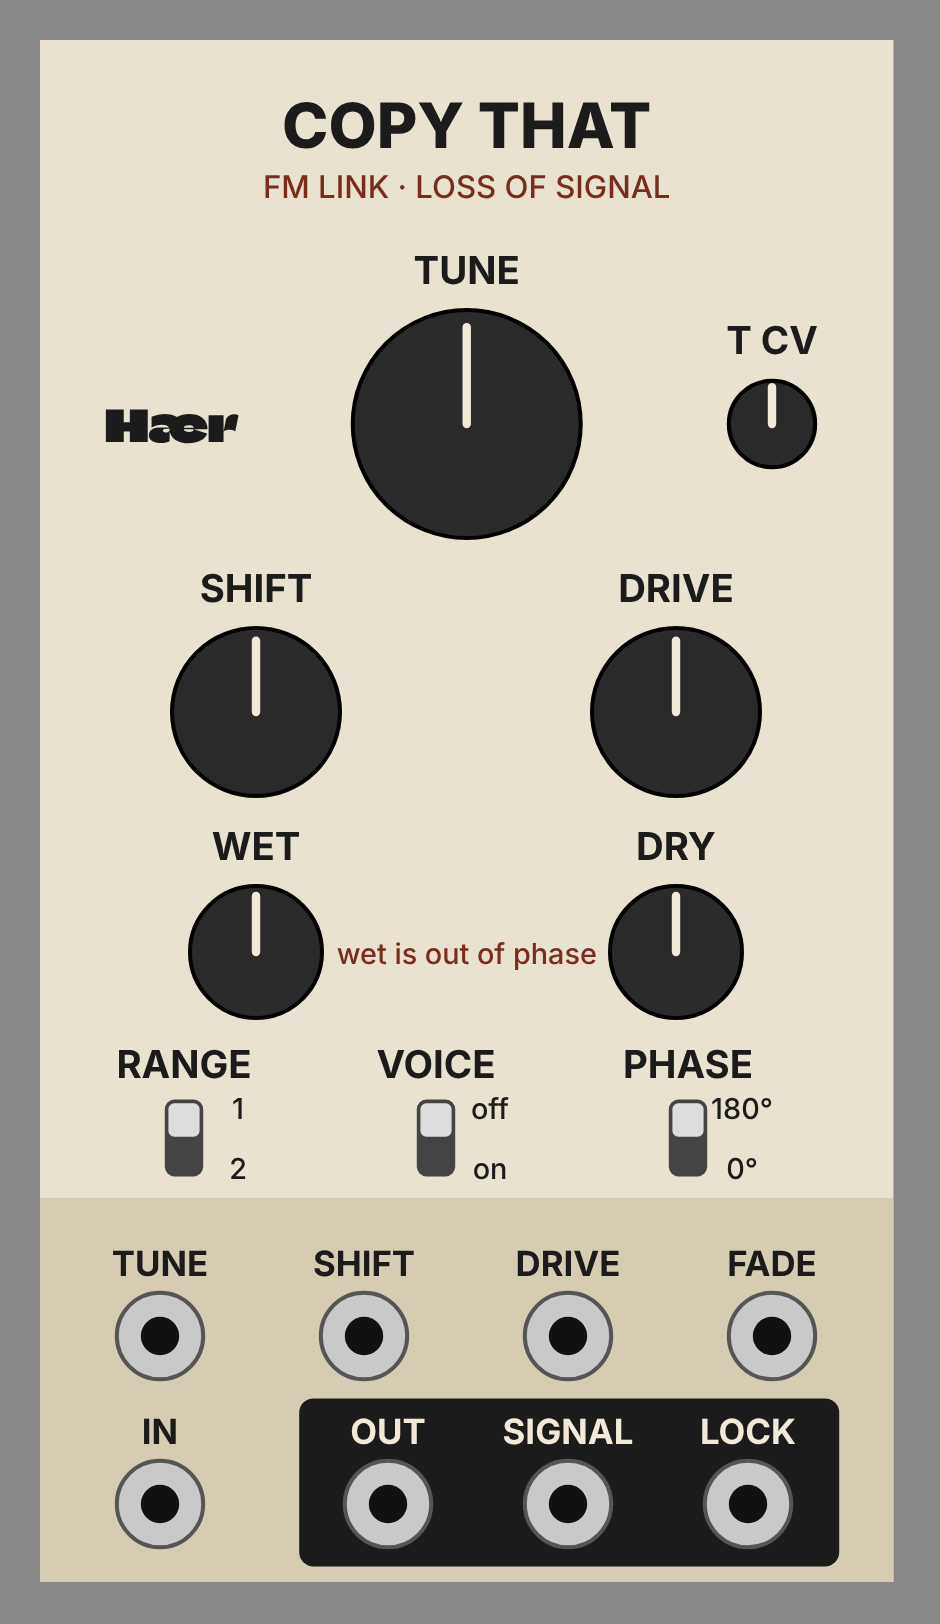 COPY THAT
FM LINK · LOSS OF SIGNAL
TUNE
T CV
Hær
SHIFT DRIVE
WET DRY
wet is out of phase
RANGE VOICE PHASE
1 off 180°
2 on 0°
TUNE SHIFT DRIVE FADE
IN OUT SIGNAL LOCK